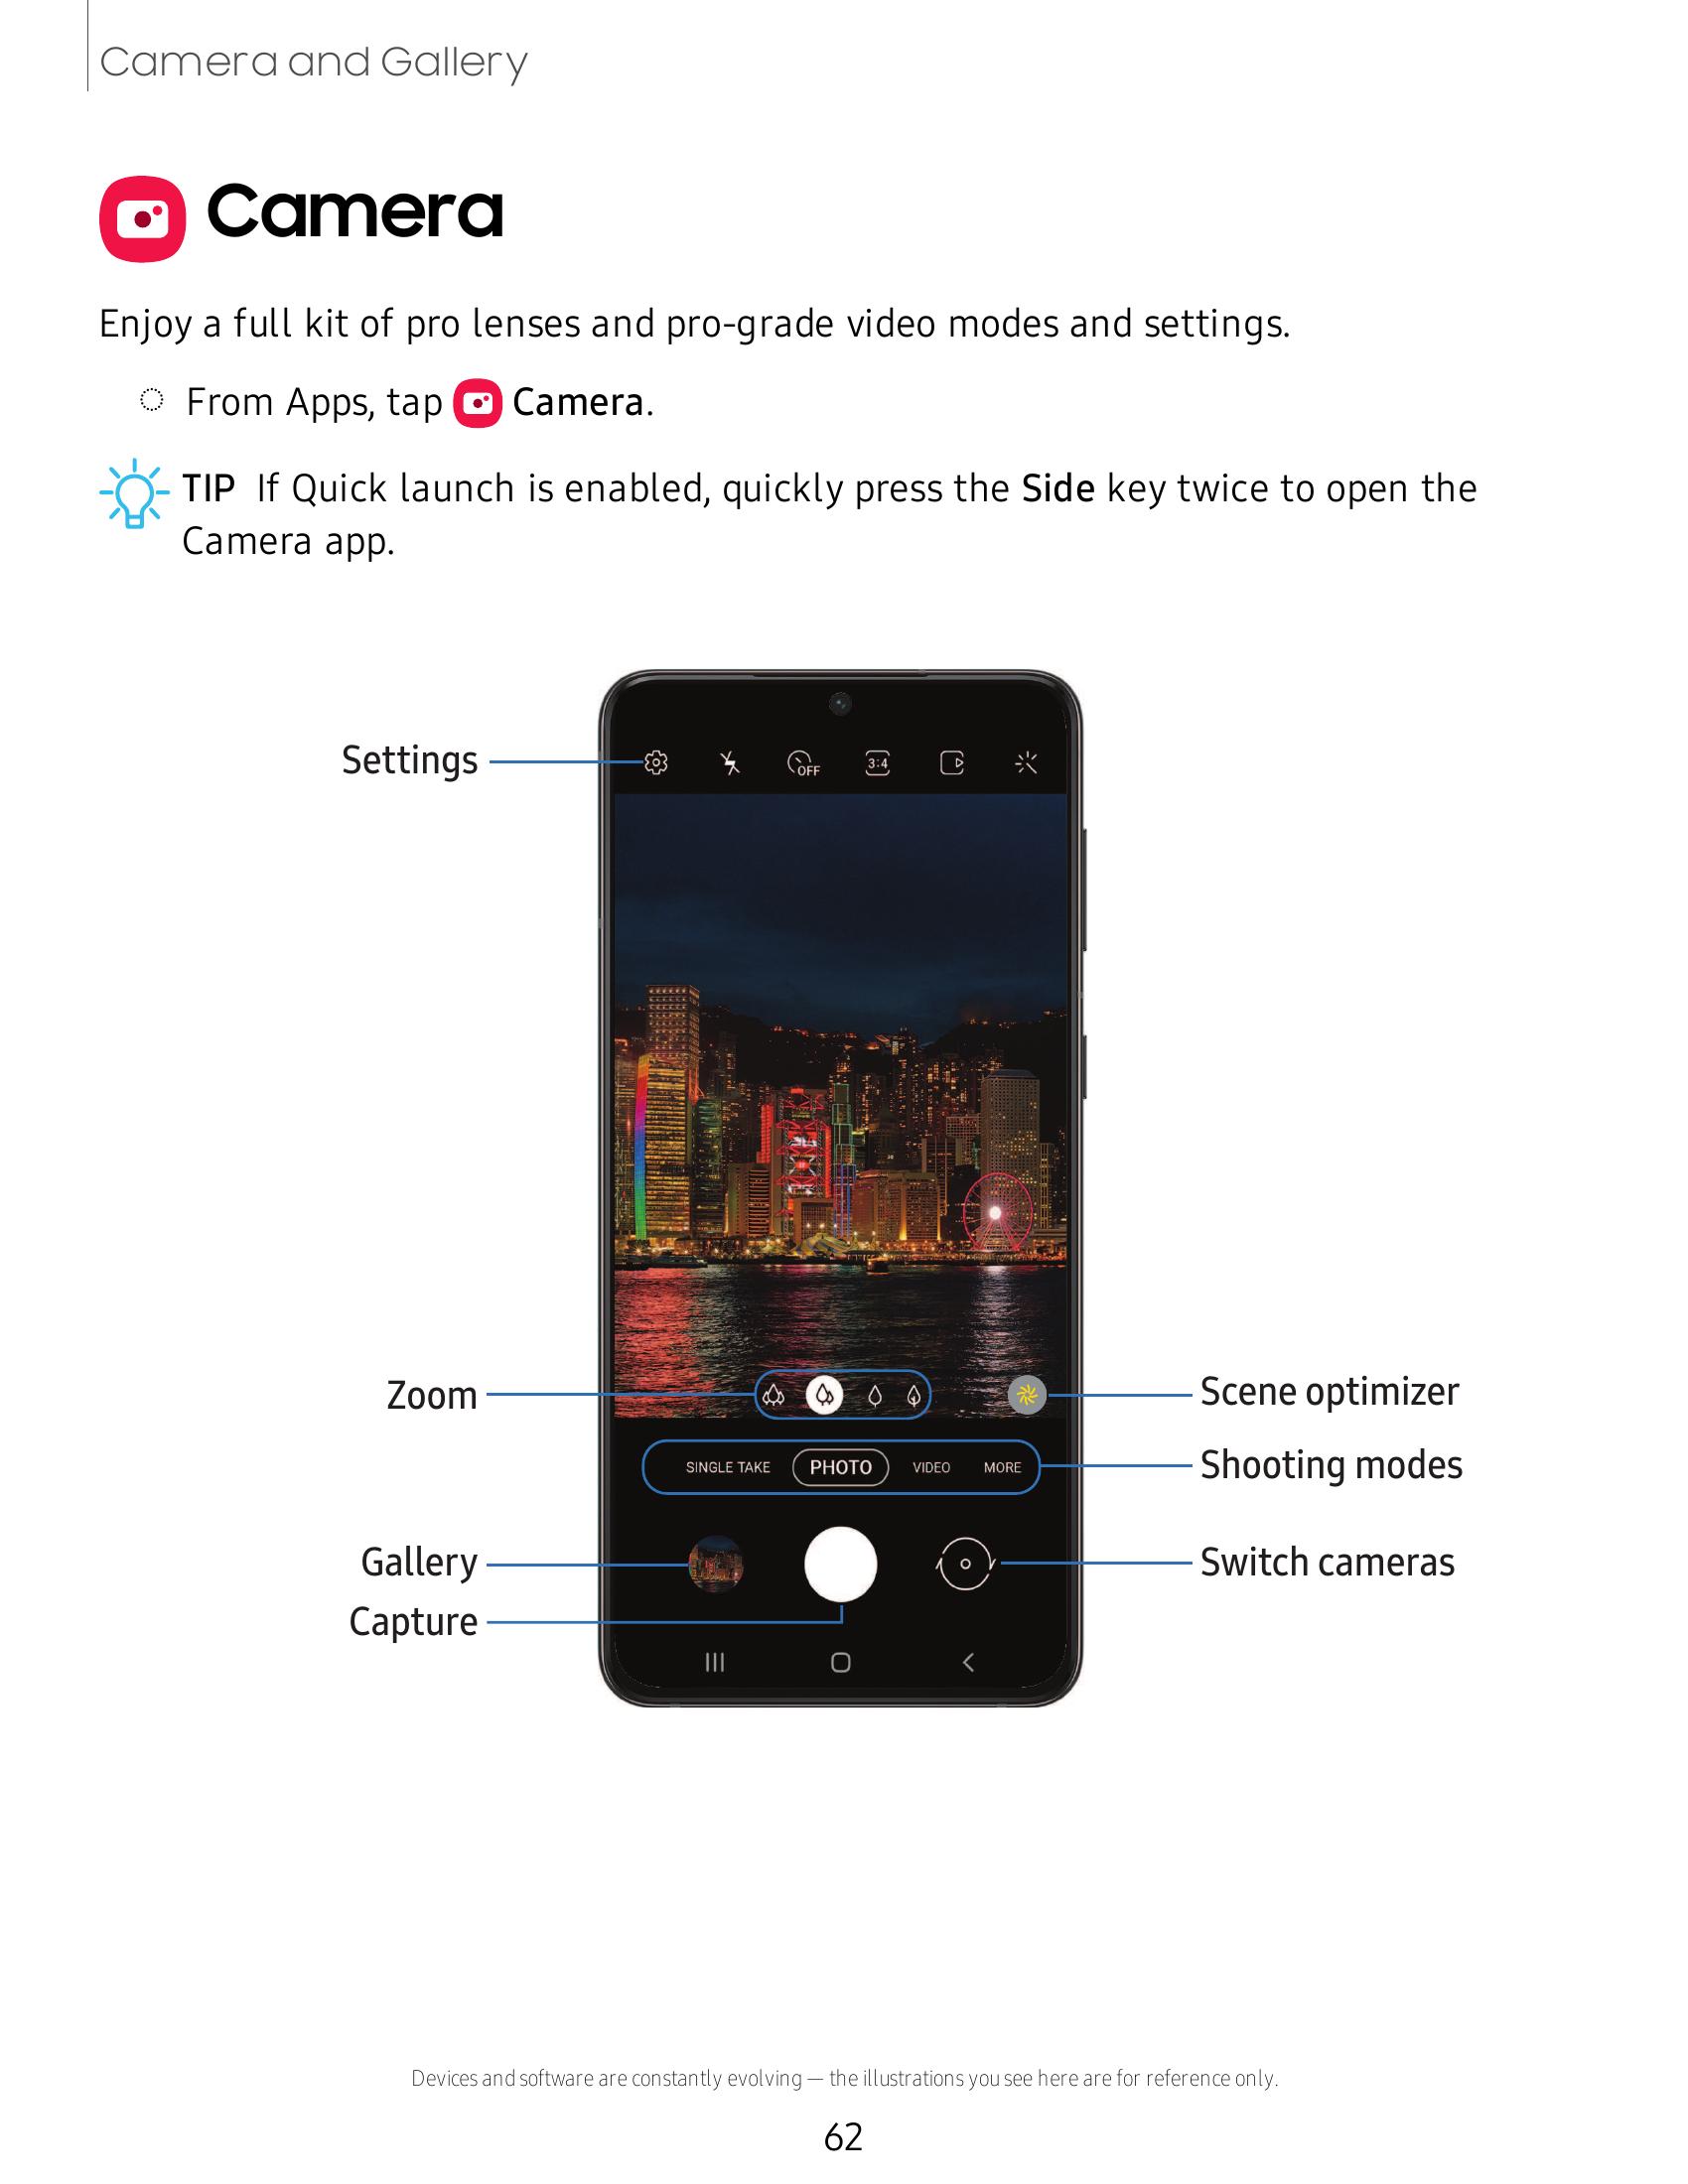 Camera and Gallery
Camera
Enjoy a full kit of pro lenses and pro-grade video modes and settings.
From Apps, tap Camera.
TIP If Quick launch is enabled, quickly press the Side key twice to open the
Camera app.
Settings
OFF
3:4
Zoom
Scene optimizer
SINGLE TAKE PHOTO VIDEO MORE
Shooting modes
Gallery
Switch cameras
Capture
Devices and software are constantly evolving — the illustrations you see here are for reference only.
62